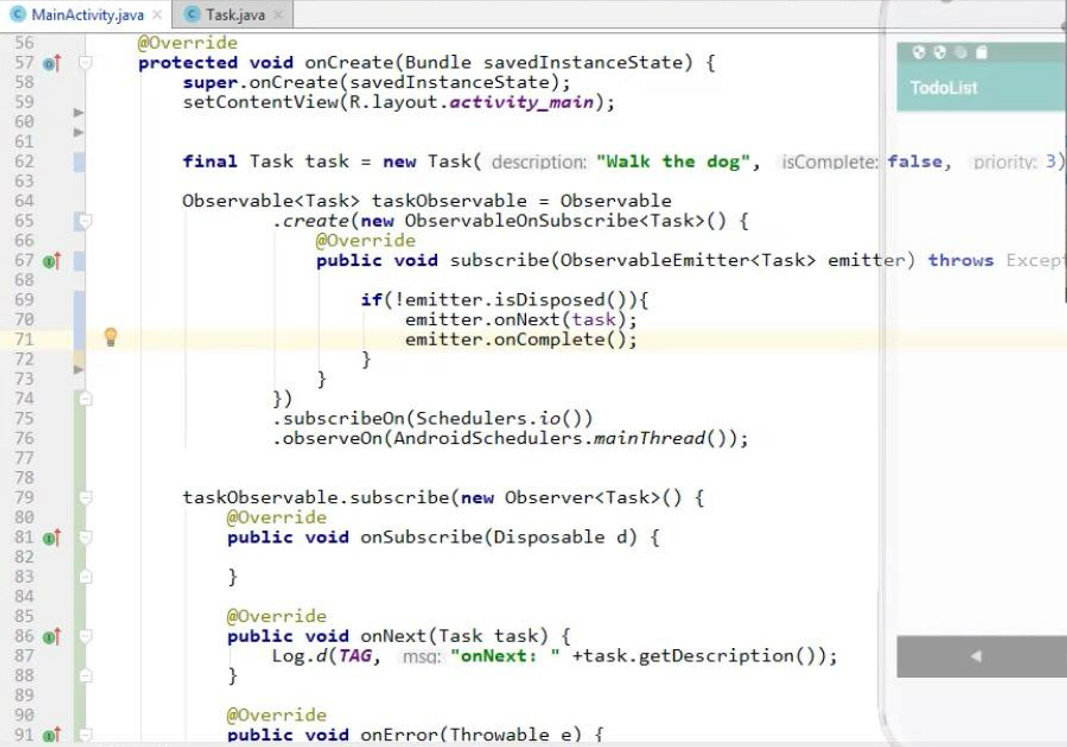 MainActivity.java
Task.java
56 @Override
57 protected void onCreate(Bundle savedInstanceState) {
58 super.onCreate(savedInstanceState);
59 setContentView(R.layout.activity_main);
60
61
62 final Task task = new Task( description: "Walk the dog", isComplete: false, priority: 3)
63
64 Observable<Task> taskObservable = Observable
65 .create(new ObservableOnSubscribe<Task>() {
66 @Override
67 public void subscribe(ObservableEmitter<Task> emitter) throws Except
68
69 if(!emitter.isDisposed()){
70 emitter.onNext(task);
71 emitter.onComplete();
72 }
73 }
74 })
75 .subscribeOn(Schedulers.io())
76 .observeOn(AndroidSchedulers.mainThread());
77
78
79 taskObservable.subscribe(new Observer<Task>() {
80 @Override
81 public void onSubscribe(Disposable d) {
82
83 }
84
85 @Override
86 public void onNext(Task task) {
87 Log.d(TAG, msg: "onNext: " +task.getDescription());
88 }
89
90 @Override
91 public void onError(Throwable e) {
TodoList